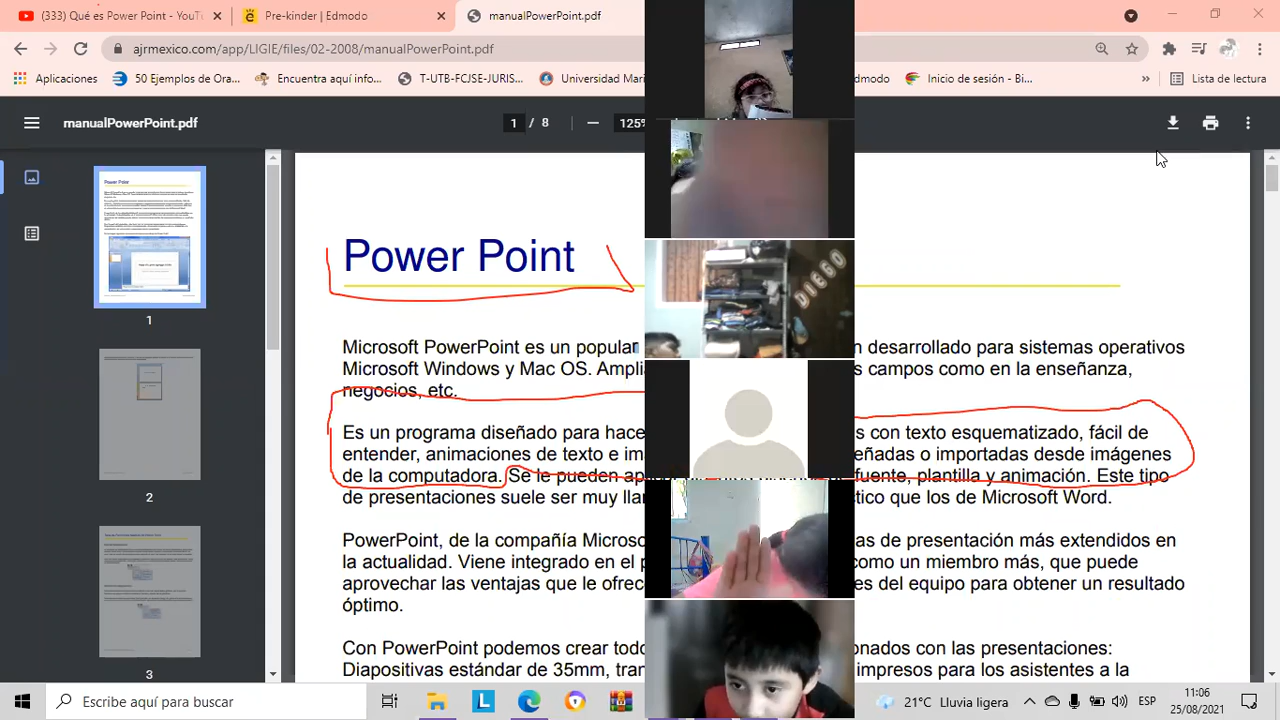 (333) ¿Qué es PowerPoint? - You
Pre-kinder | Edmodo
manualPowerPoint
ajrmexico.com/app/LIGIE/files/02-2008/manualPowerPoint.pdf
Aplicaciones
50 Ejemplos de Ora...
Encuentra aquí info...
T-UTB-FCJSE-JURIS...
Universidad Mari
dmodo
Inicio de sesión - Bi...
»
Lista de lectura
manualPowerPoint.pdf
1 / 8
125%
Power Point
DIEGO
Microsoft PowerPoint es un popular
n desarrollado para sistemas operativos
Microsoft Windows y Mac OS. Ampli
s campos como en la enseñanza,
negocios, etc.
Es un programa diseñado para hace
s con texto esquematizado, fácil de
entender, animaciones de texto e im
eñadas o importadas desde imágenes
de la computadora. Se le pueden ap
fuente, plantilla y animación. Este tipo
de presentaciones suele ser muy lla
tico que los de Microsoft Word.
PowerPoint, de la compañía Microso
as de presentación más extendidos en
la actualidad. Viene integrado en el p
como un miembro más, que puede
aprovechar las ventajas que le ofrec
es del equipo para obtener un resultado
óptimo.
Con PowerPoint podemos crear todo
onados con las presentaciones:
Diapositivas estándar de 35mm, tran
impresos para los asistentes a la
1
2
3
Escribe aquí para buscar
21°C Lluvia ligera
ESP
11:06
25/08/2021